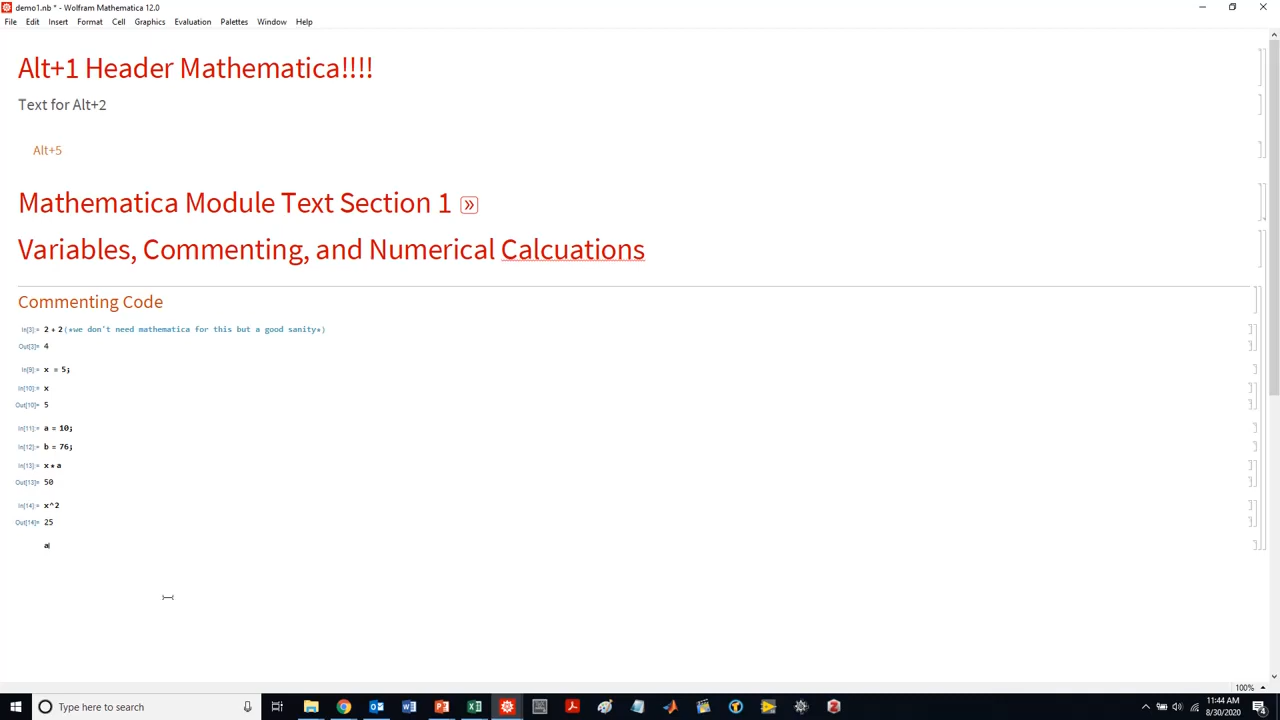 demo1.nb * - Wolfram Mathematica 12.0
File Edit Insert Format Cell Graphics Evaluation Palettes Window Help
Alt+1 Header Mathematica!!!!
Text for Alt+2
Alt+5
Mathematica Module Text Section 1 »
Variables, Commenting, and Numerical Calcuations
Commenting Code
In[3]:= 2 + 2(*we don't need mathematica for this but a good sanity*)
Out[3]= 4
In[9]:= x = 5;
In[10]:= x
Out[10]= 5
In[11]:= a = 10;
In[12]:= b = 76;
In[13]:= x * a
Out[13]= 50
In[14]:= x^2
Out[14]= 25
a
100%
Type here to search
11:44 AM
8/30/2020
4